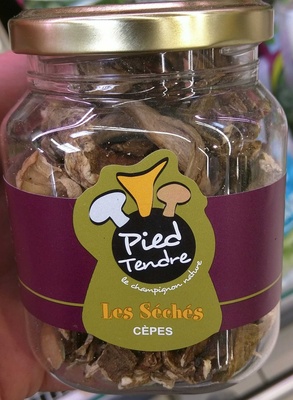 Pied
Tendre
le champignon nature
Les Séchés
CÈPES